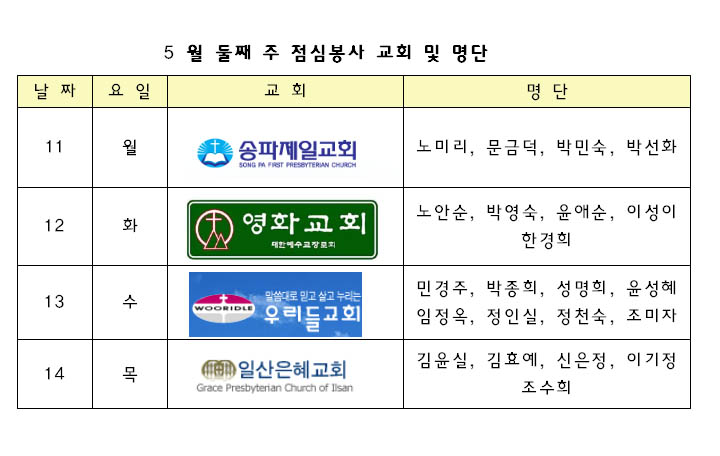 5 월 둘째 주 점심봉사 교회 및 명단
날 짜 요 일 교 회 명 단
11 월 송파제일교회 노미리, 문금덕, 박민숙, 박선화
SONG PA FIRST PRESBYTERIAN CHURCH
12 화 영화교회 노안순, 박영숙, 윤애순, 이성이
대한예수교장로회 한경희
13 수 말씀대로 믿고 살고 누리는 민경주, 박종희, 성명희, 윤성혜
WOORIDLE 우리들교회 임정옥, 정인실, 정천숙, 조미자
14 목 일산은혜교회 김윤실, 김효예, 신은정, 이기정
Grace Presbyterian Church of Ilsan 조수희